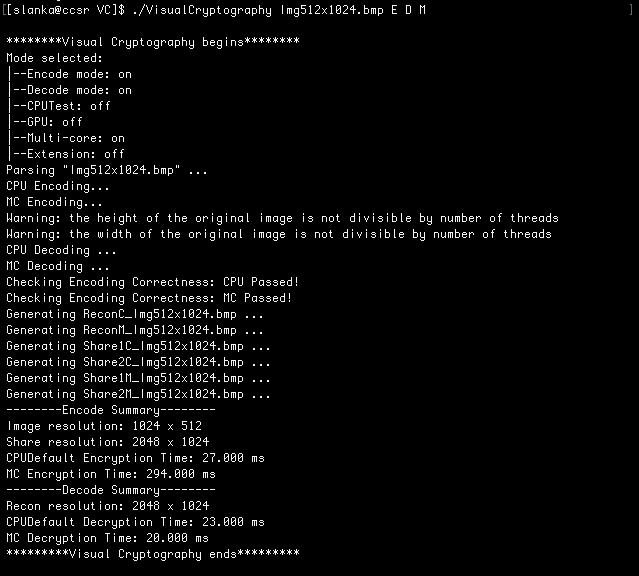 [[slanka@ccsr VC]$ ./VisualCryptography Img512x1024.bmp E D M ]
********Visual Cryptography begins********
Mode selected:
|--Encode mode: on
|--Decode mode: on
|--CPUTest: off
|--GPU: off
|--Multi-core: on
|--Extension: off
Parsing "Img512x1024.bmp" ...
CPU Encoding...
MC Encoding...
Warning: the height of the original image is not divisible by number of threads
Warning: the width of the original image is not divisible by number of threads
CPU Decoding ...
MC Decoding ...
Checking Encoding Correctness: CPU Passed!
Checking Encoding Correctness: MC Passed!
Generating ReconC_Img512x1024.bmp ...
Generating ReconM_Img512x1024.bmp ...
Generating Share1C_Img512x1024.bmp ...
Generating Share2C_Img512x1024.bmp ...
Generating Share1M_Img512x1024.bmp ...
Generating Share2M_Img512x1024.bmp ...
--------Encode Summary--------
Image resolution: 1024 x 512
Share resolution: 2048 x 1024
CPUDefault Encryption Time: 27.000 ms
MC Encryption Time: 294.000 ms
--------Decode Summary--------
Recon resolution: 2048 x 1024
CPUDefault Decryption Time: 23.000 ms
MC Decryption Time: 20.000 ms
*********Visual Cryptography ends*********